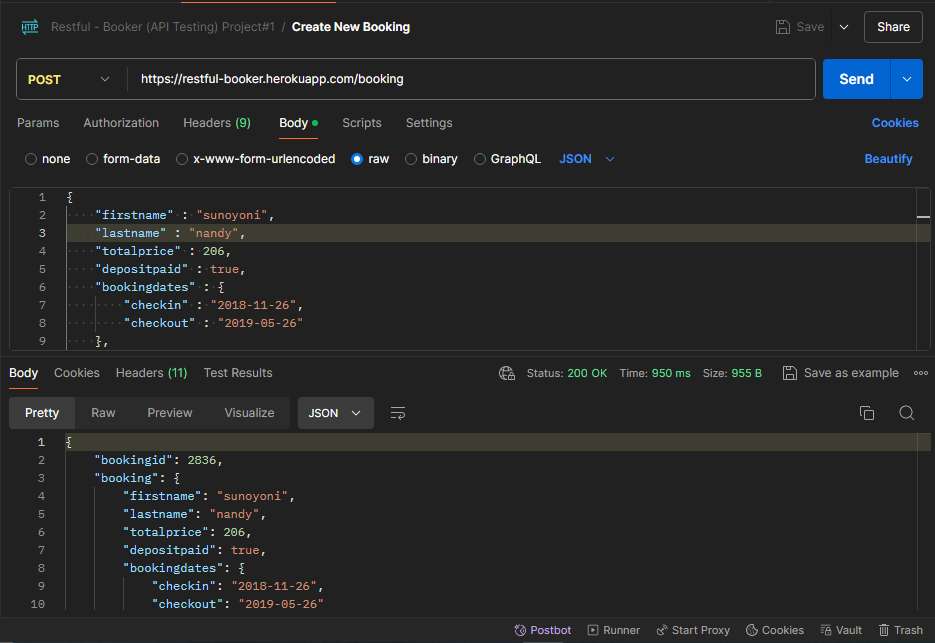 HTTP Restful - Booker (API Testing) Project#1 / Create New Booking Save Share
POST https://restful-booker.herokuapp.com/booking Send
Params Authorization Headers (9) Body Scripts Settings Cookies
none form-data x-www-form-urlencoded raw binary GraphQL JSON Beautify
1 {
2 "firstname" : "sunoyoni",
3 "lastname" : "nandy",
4 "totalprice" : 206,
5 "depositpaid" : true,
6 "bookingdates" : {
7 "checkin" : "2018-11-26",
8 "checkout" : "2019-05-26"
9 },
Body Cookies Headers (11) Test Results Status: 200 OK Time: 950 ms Size: 955 B Save as example
Pretty Raw Preview Visualize JSON
1 {
2 "bookingid": 2836,
3 "booking": {
4 "firstname": "sunoyoni",
5 "lastname": "nandy",
6 "totalprice": 206,
7 "depositpaid": true,
8 "bookingdates": {
9 "checkin": "2018-11-26",
10 "checkout": "2019-05-26"
Postbot Runner Start Proxy Cookies Vault Trash